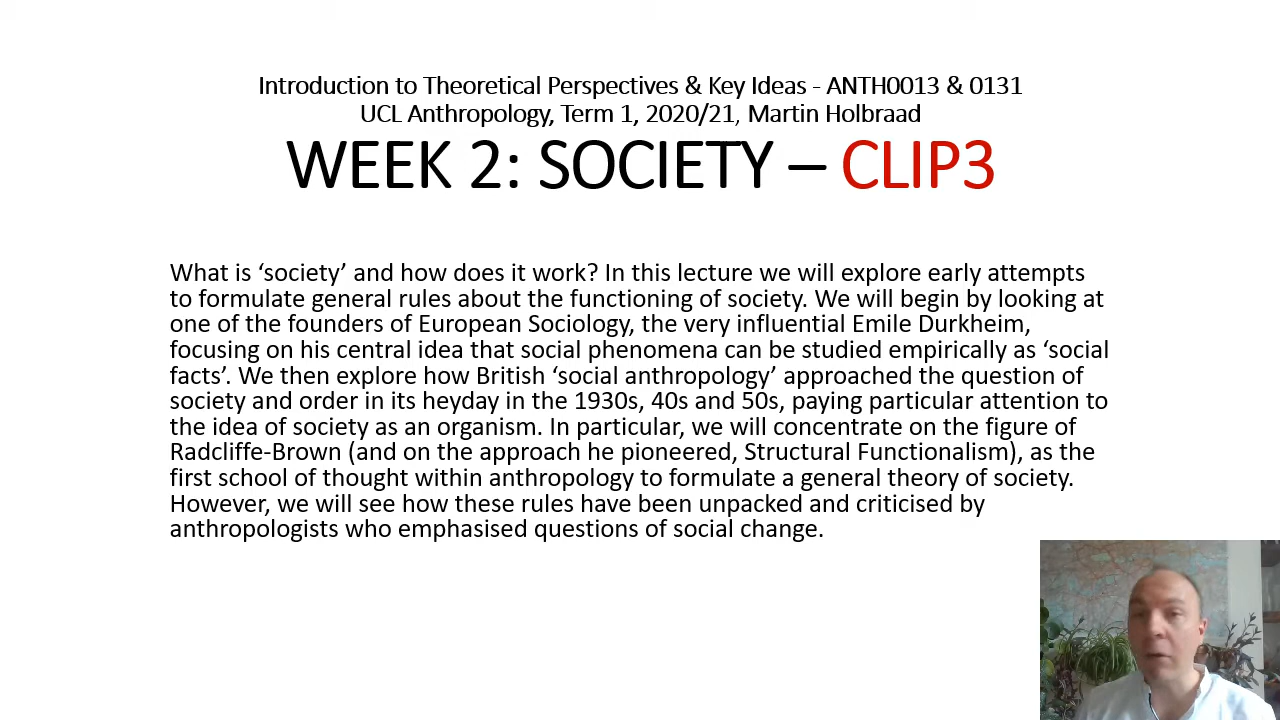 Introduction to Theoretical Perspectives & Key Ideas - ANTH0013 & 0131
UCL Anthropology, Term 1, 2020/21, Martin Holbraad
WEEK 2: SOCIETY – CLIP3
What is ‘society’ and how does it work? In this lecture we will explore early attempts
to formulate general rules about the functioning of society. We will begin by looking at
one of the founders of European Sociology, the very influential Emile Durkheim,
focusing on his central idea that social phenomena can be studied empirically as ‘social
facts’. We then explore how British ‘social anthropology’ approached the question of
society and order in its heyday in the 1930s, 40s and 50s, paying particular attention to
the idea of society as an organism. In particular, we will concentrate on the figure of
Radcliffe-Brown (and on the approach he pioneered, Structural Functionalism), as the
first school of thought within anthropology to formulate a general theory of society.
However, we will see how these rules have been unpacked and criticised by
anthropologists who emphasised questions of social change.